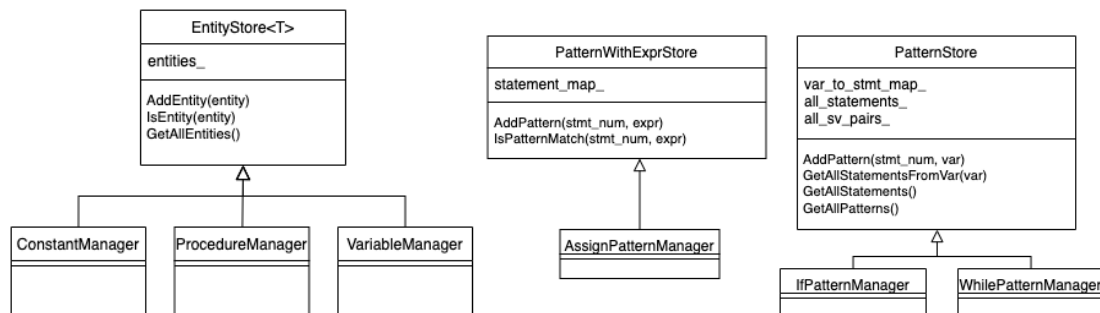 EntityStore<T>
entities_
AddEntity(entity)
IsEntity(entity)
GetAllEntities()
ConstantManager
ProcedureManager
VariableManager
PatternWithExprStore
statement_map_
AddPattern(stmt_num, expr)
IsPatternMatch(stmt_num, expr)
AssignPatternManager
PatternStore
var_to_stmt_map_
all_statements_
all_sv_pairs_
AddPattern(stmt_num, var)
GetAllStatementsFromVar(var)
GetAllStatements()
GetAllPatterns()
IfPatternManager
WhilePatternManager